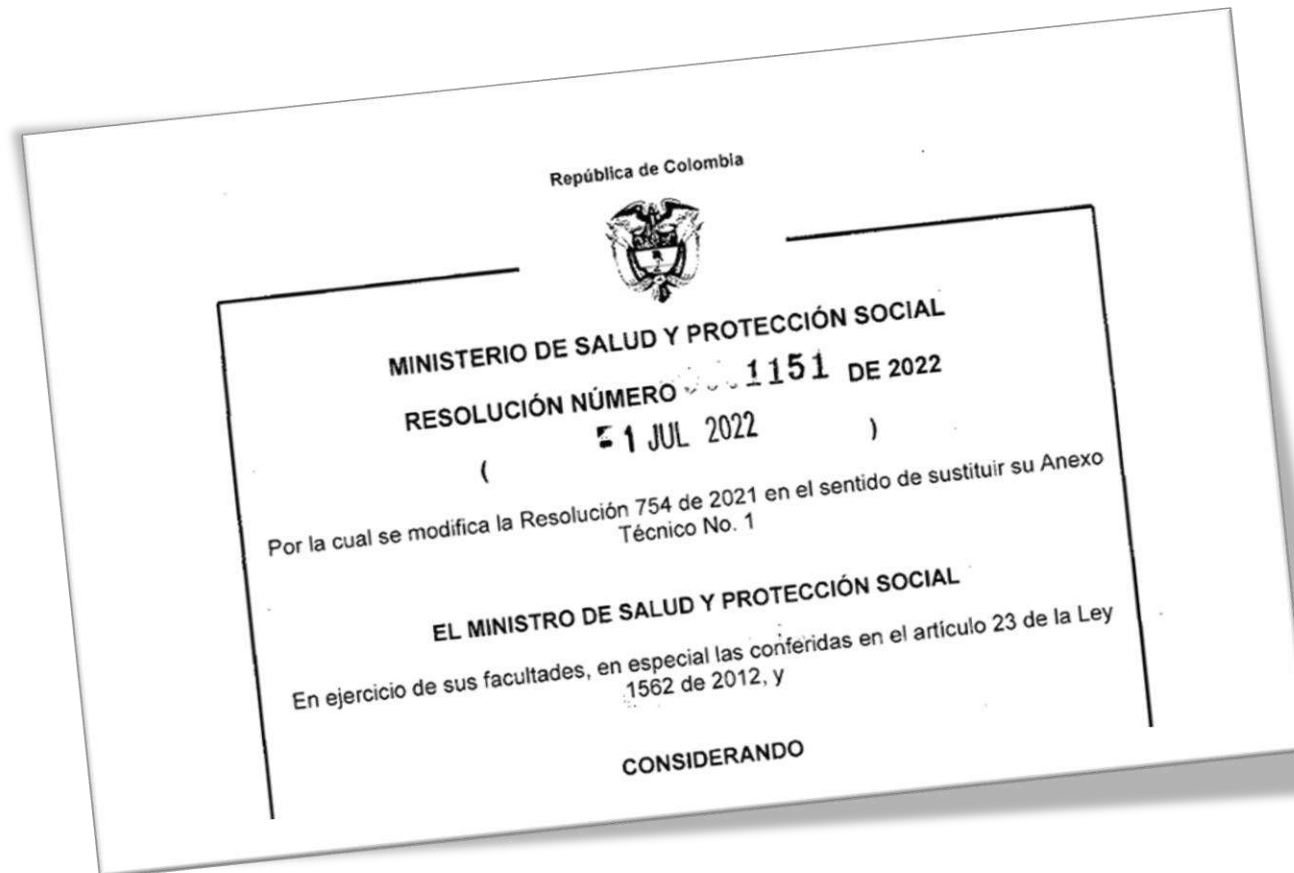 República de Colombia
MINISTERIO DE SALUD Y PROTECCIÓN SOCIAL
RESOLUCIÓN NÚMERO 1151 DE 2022
( 1 JUL 2022 )
Por la cual se modifica la Resolución 754 de 2021 en el sentido de sustituir su Anexo
Técnico No. 1
EL MINISTRO DE SALUD Y PROTECCIÓN SOCIAL
En ejercicio de sus facultades, en especial las conferidas en el artículo 23 de la Ley
1562 de 2012, y
CONSIDERANDO